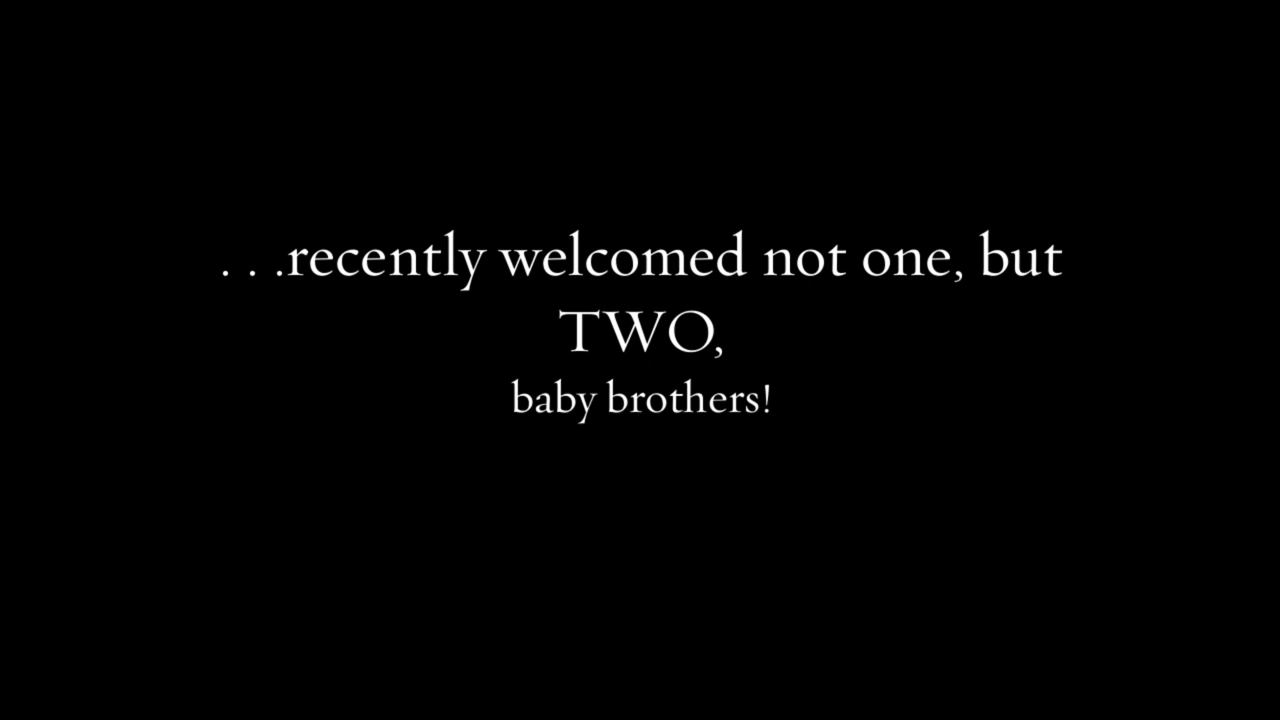 . . .recently welcomed not one, but
TWO,
baby brothers!